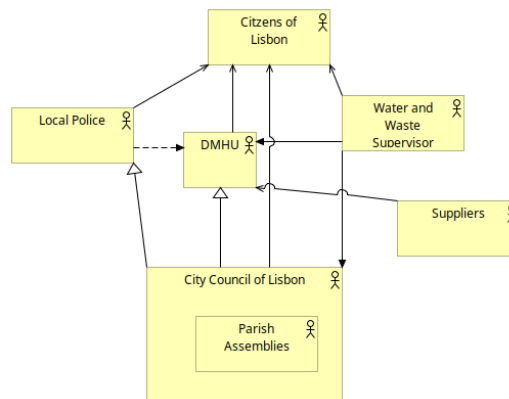 Citzens of
Lisbon
Local Police
Water and
Waste
Supervisor
DMHU
Suppliers
City Council of Lisbon
Parish
Assemblies